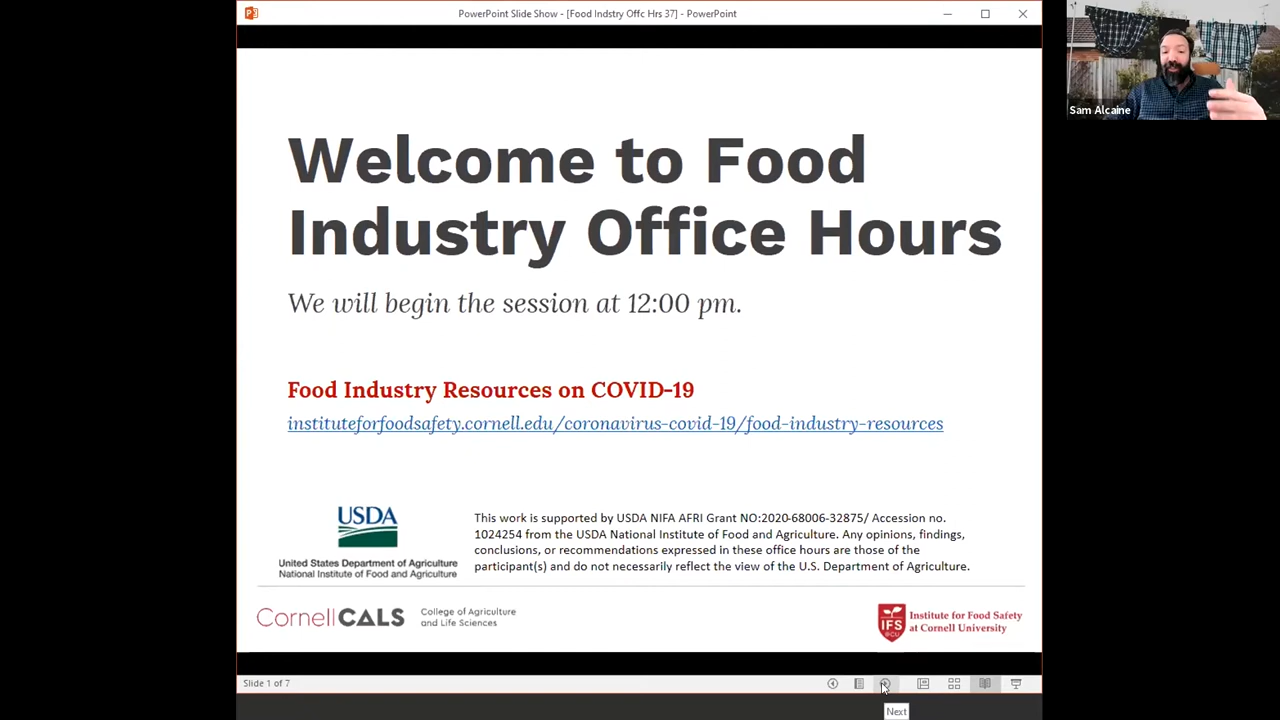 PowerPoint Slide Show - [Food Indstry Offc Hrs 37] - PowerPoint
Sam Alcaine
Welcome to Food
Industry Office Hours
We will begin the session at 12:00 pm.
Food Industry Resources on COVID-19
instituteforfoodsafety.cornell.edu/coronavirus-covid-19/food-industry-resources
USDA
United States Department of Agriculture
National Institute of Food and Agriculture
This work is supported by USDA NIFA AFRI Grant NO:2020-68006-32875/ Accession no.
1024254 from the USDA National Institute of Food and Agriculture. Any opinions, findings,
conclusions, or recommendations expressed in these office hours are those of the
participant(s) and do not necessarily reflect the view of the U.S. Department of Agriculture.
CornellCALS
College of Agriculture
and Life Sciences
IFS
@CU
Institute for Food Safety
at Cornell University
Slide 1 of 7
Next